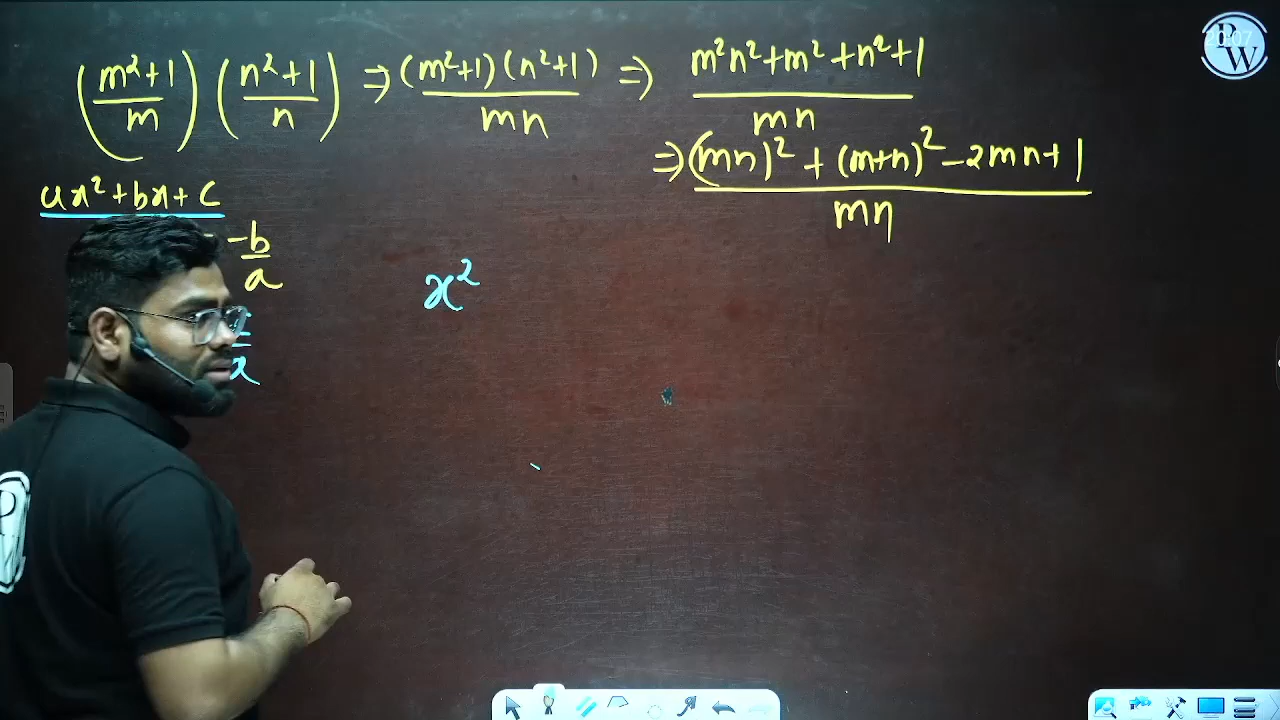 (m²+1/m) (n²+1/n) ⇒ (m²+1)(n²+1)/mn ⇒ m²n²+m²+n²+1/mn
⇒ (mn)²+(m+n)²-2mn+1/mn
ax²+bx+c
-b/a
x²
PW